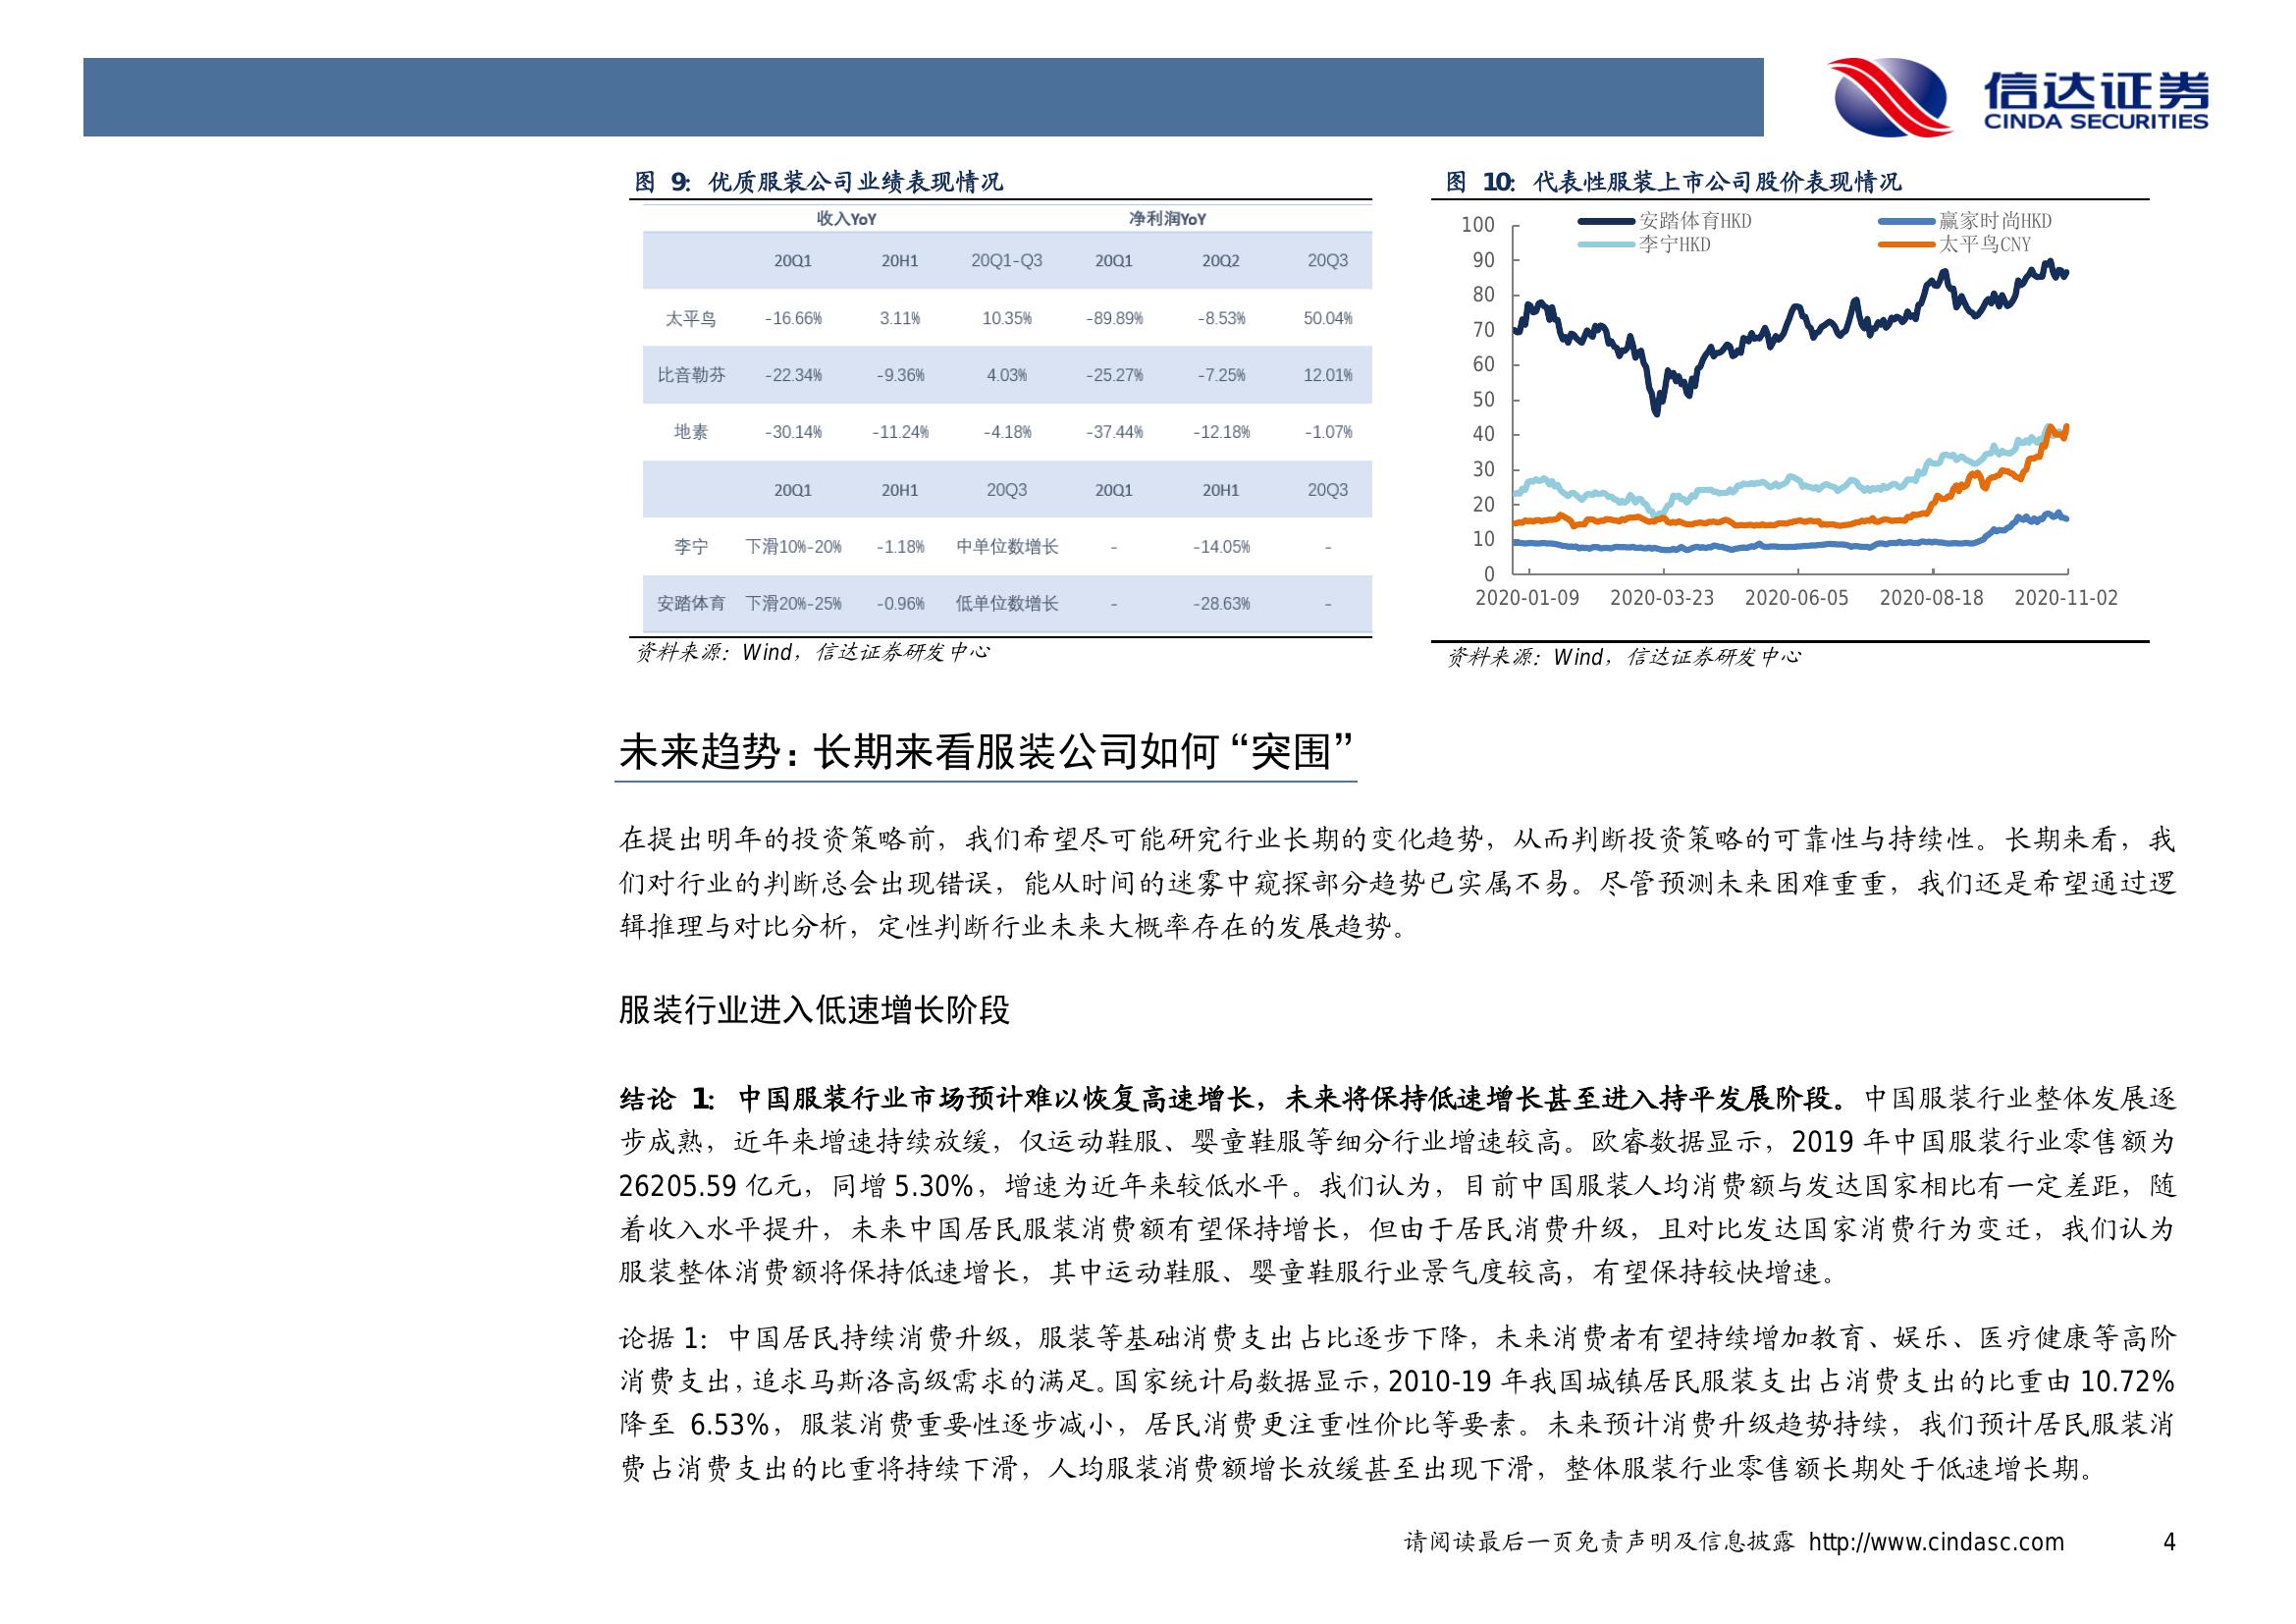 信达证券
CINDA SECURITIES
图 9：优质服装公司业绩表现情况
收入YoY 净利润YoY
20Q1 20H1 20Q1-Q3 20Q1 20Q2 20Q3
太平鸟 -16.66% 3.11% 10.35% -89.89% -8.53% 50.04%
比音勒芬 -22.34% -9.36% 4.03% -25.27% -7.25% 12.01%
地素 -30.14% -11.24% -4.18% -37.44% -12.18% -1.07%
20Q1 20H1 20Q3 20Q1 20H1 20Q3
李宁 下滑10%-20% -1.18% 中单位数增长 - -14.05% -
安踏体育 下滑20%-25% -0.96% 低单位数增长 - -28.63% -
资料来源：Wind，信达证券研发中心
图 10：代表性服装上市公司股价表现情况
安踏体育HKD 赢家时尚HKD
李宁HKD 太平鸟CNY
100
90
80
70
60
50
40
30
20
10
0
2020-01-09 2020-03-23 2020-06-05 2020-08-18 2020-11-02
资料来源：Wind，信达证券研发中心
未来趋势：长期来看服装公司如何“突围”
在提出明年的投资策略前，我们希望尽可能研究行业长期的变化趋势，从而判断投资策略的可靠性与持续性。长期来看，我
们对行业的判断总会出现错误，能从时间的迷雾中窥探部分趋势已实属不易。尽管预测未来困难重重，我们还是希望通过逻
辑推理与对比分析，定性判断行业未来大概率存在的发展趋势。
服装行业进入低速增长阶段
结论 1：中国服装行业市场预计难以恢复高速增长，未来将保持低速增长甚至进入持平发展阶段。中国服装行业整体发展逐
步成熟，近年来增速持续放缓，仅运动鞋服、婴童鞋服等细分行业增速较高。欧睿数据显示，2019 年中国服装行业零售额为
26205.59 亿元，同增 5.30%，增速为近年来较低水平。我们认为，目前中国服装人均消费额与发达国家相比有一定差距，随
着收入水平提升，未来中国居民服装消费额有望保持增长，但由于居民消费升级，且对比发达国家消费行为变迁，我们认为
服装整体消费额将保持低速增长，其中运动鞋服、婴童鞋服行业景气度较高，有望保持较快增速。
论据 1：中国居民持续消费升级，服装等基础消费支出占比逐步下降，未来消费者有望持续增加教育、娱乐、医疗健康等高阶
消费支出，追求马斯洛高级需求的满足。国家统计局数据显示，2010-19 年我国城镇居民服装支出占消费支出的比重由 10.72%
降至 6.53%，服装消费重要性逐步减小，居民消费更注重性价比等要素。未来预计消费升级趋势持续，我们预计居民服装消
费占消费支出的比重将持续下滑，人均服装消费额增长放缓甚至出现下滑，整体服装行业零售额长期处于低速增长期。
请阅读最后一页免责声明及信息披露 http://www.cindasc.com 4